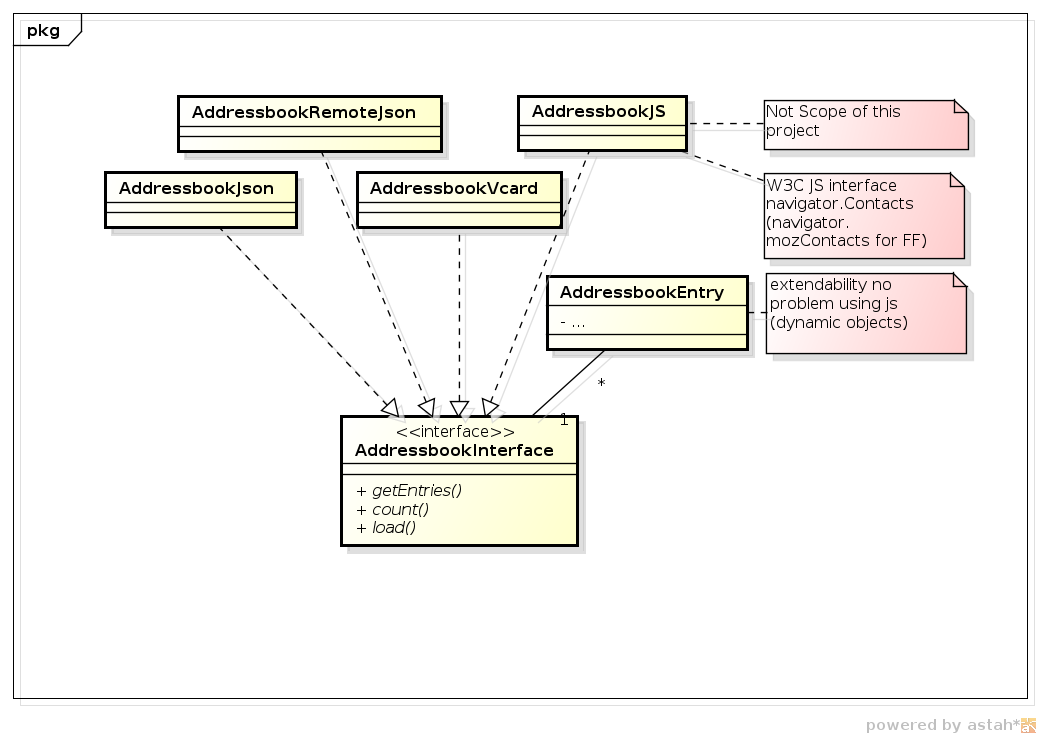 pkg
AddressbookRemoteJson
AddressbookJS
Not Scope of this
project
AddressbookJson
AddressbookVcard
W3C JS interface
navigator.Contacts
(navigator.
mozContacts for FF)
AddressbookEntry
- ...
extendability no
problem using js
(dynamic objects)
*
1
<<interface>>
AddressbookInterface
+ getEntries()
+ count()
+ load()
powered by astah*